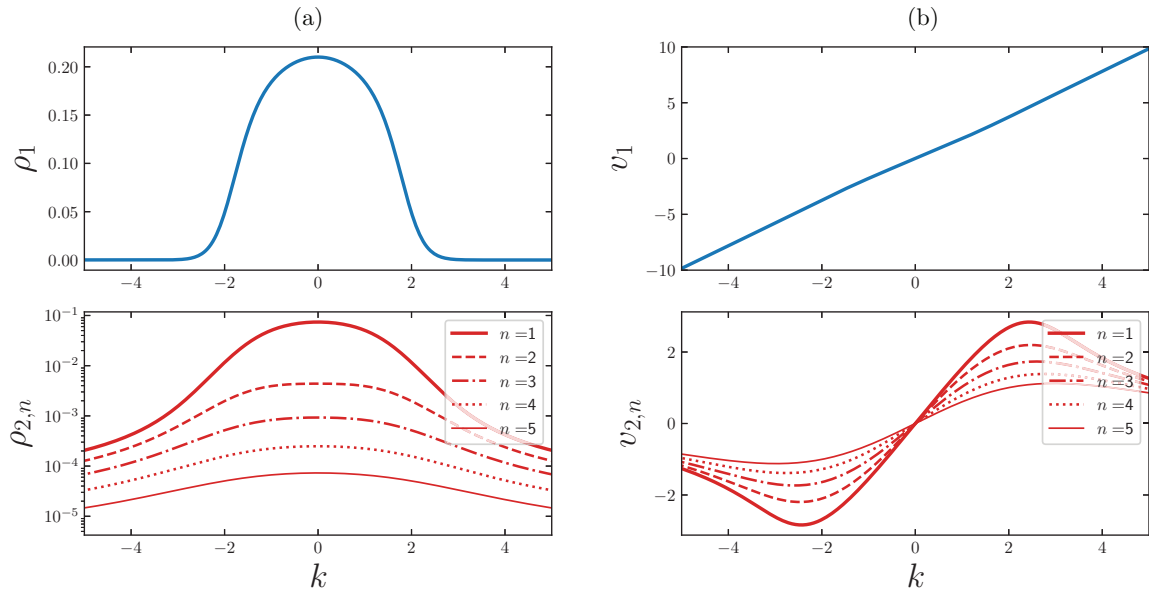 (a)
ρ₁
0.20
0.15
0.10
0.05
0.00
−4 −2 0 2 4
(b)
v₁
10
5
0
−5
−10
−4 −2 0 2 4
ρ₂,ₙ
10⁻¹
10⁻²
10⁻³
10⁻⁴
10⁻⁵
n =1
n =2
n =3
n =4
n =5
−4 −2 0 2 4
k
v₂,ₙ
2
0
−2
n =1
n =2
n =3
n =4
n =5
−4 −2 0 2 4
k